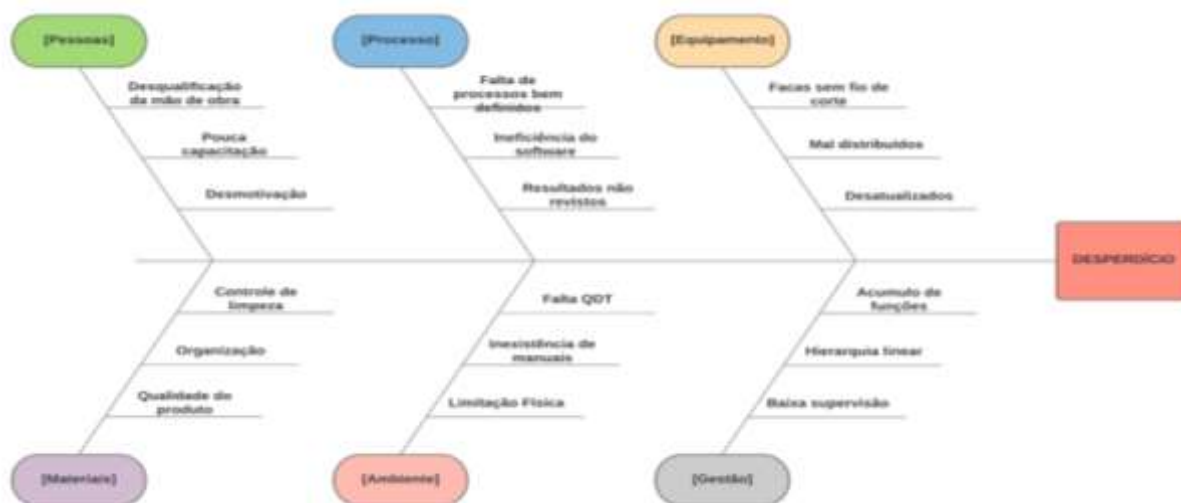 [Pessoas]
[Processo]
[Equipamento]
Desqualificação
da mão de obra
Pouca
capacitação
Desmotivação
Falta de
processos bem
definidos
Ineficiência do
software
Resultados não
revistos
Facas sem fio de
corte
Mal distribuídos
Desatualizados
DESPERDÍCIO
Controle de
limpeza
Organização
Qualidade do
produto
Falta QDT
Inexistência de
manuais
Limitação Física
Acumulo de
funções
Hierarquia linear
Baixa supervisão
[Materiais]
[Ambiente]
[Gestão]